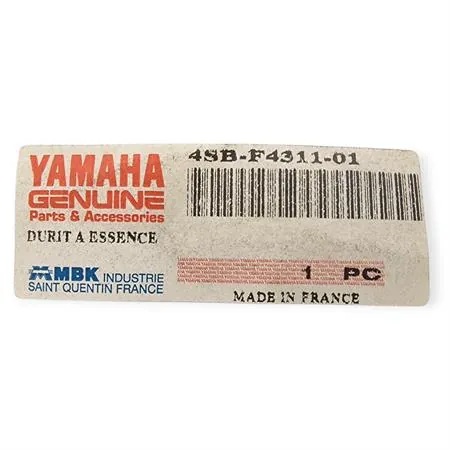 YAMAHA
GENUINE
Parts & Accessories
DURIT A ESSENCE
MBK INDUSTRIE
SAINT QUENTIN FRANCE
4SB-F4311-01
1 PC
MADE IN FRANCE